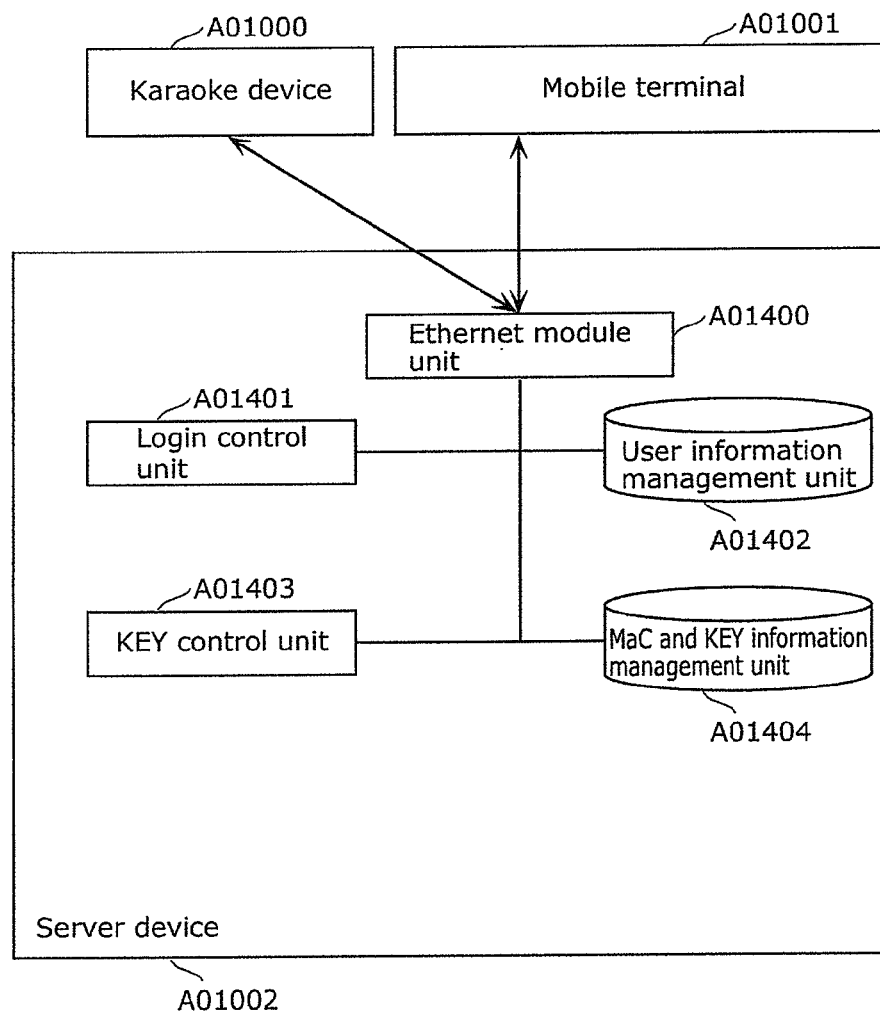 A01000
A01001
Karaoke device
Mobile terminal
A01400
Ethernet module
unit
A01401
Login control
unit
User information
management unit
A01402
A01403
KEY control unit
MaC and KEY information
management unit
A01404
Server device
A01002